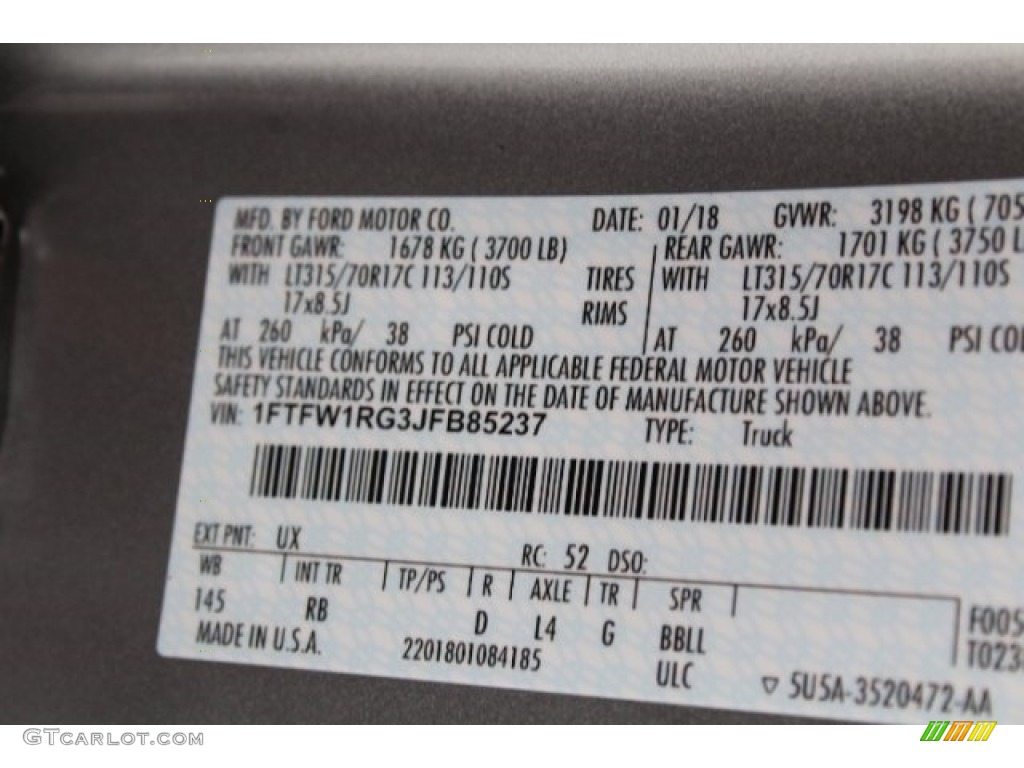 MFD. BY FORD MOTOR CO. DATE: 01/18 GVWR: 3198 KG ( 705
FRONT GAWR: 1678 KG ( 3700 LB) REAR GAWR: 1701 KG ( 3750 L
WITH LT315/70R17C 113/110S TIRES WITH LT315/70R17C 113/110S
17x8.5J RIMS 17x8.5J
AT 260 kPa/ 38 PSI COLD AT 260 kPa/ 38 PSI COL
THIS VEHICLE CONFORMS TO ALL APPLICABLE FEDERAL MOTOR VEHICLE
SAFETY STANDARDS IN EFFECT ON THE DATE OF MANUFACTURE SHOWN ABOVE.
VIN: 1FTFW1RG3JFB85237 TYPE: Truck
EXT PNT: UX RC: 52 DSO:
WB INT TR TP/PS R AXLE TR SPR
145 RB D L4 G BBLL F005
MADE IN U.S.A. 2201801084185 ULC T023
▽ 5U5A-3520472-AA
GTCarLot.com